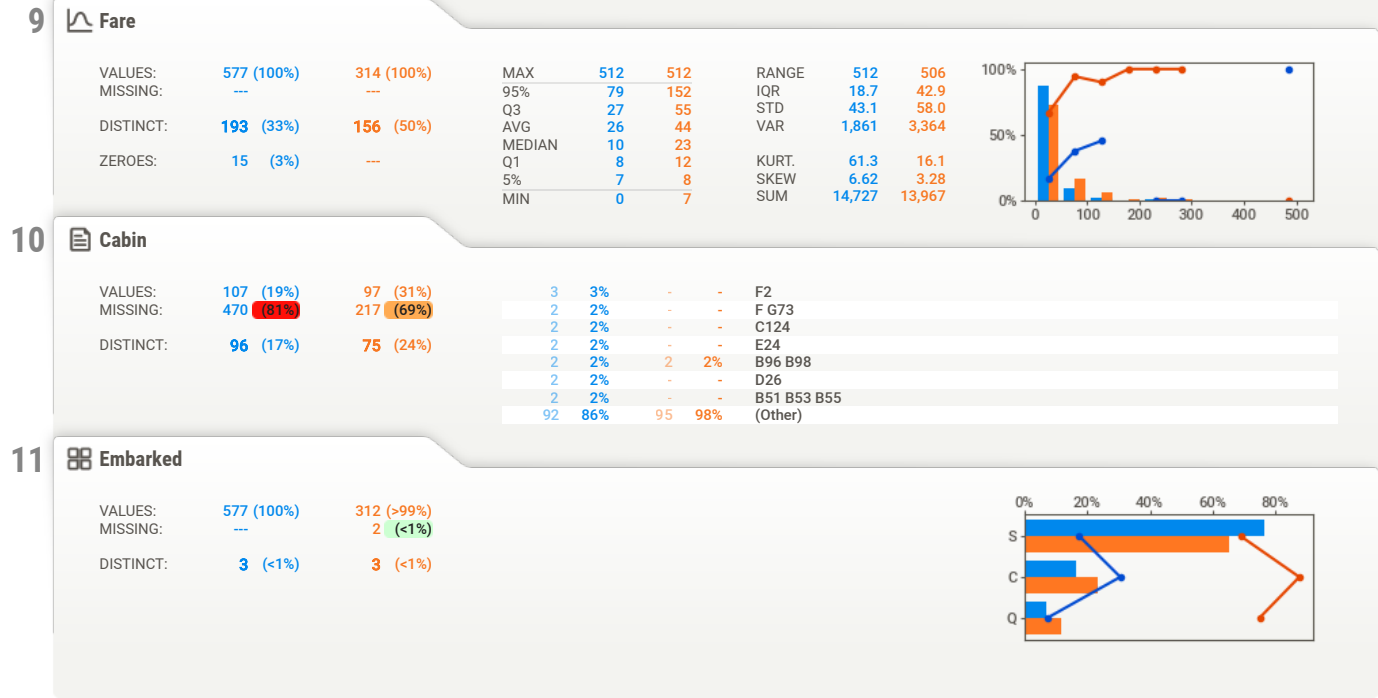 9 Fare
VALUES: 577 (100%) 314 (100%)
MISSING: --- ---
DISTINCT: 193 (33%) 156 (50%)
ZEROES: 15 (3%) ---
MAX 512 512
95% 79 152
Q3 27 55
AVG 26 44
MEDIAN 10 23
Q1 8 12
5% 7 8
MIN 0 7
RANGE 512 506
IQR 18.7 42.9
STD 43.1 58.0
VAR 1,861 3,364
KURT. 61.3 16.1
SKEW 6.62 3.28
SUM 14,727 13,967
100%
50%
0%
0 100 200 300 400 500
10 Cabin
VALUES: 107 (19%) 97 (31%)
MISSING: 470 (81%) 217 (69%)
DISTINCT: 96 (17%) 75 (24%)
3 3% - - F2
2 2% - - F G73
2 2% - - C124
2 2% - - E24
2 2% 2 2% B96 B98
2 2% - - D26
2 2% - - B51 B53 B55
92 86% 95 98% (Other)
11 Embarked
VALUES: 577 (100%) 312 (>99%)
MISSING: --- 2 (<1%)
DISTINCT: 3 (<1%) 3 (<1%)
0% 20% 40% 60% 80%
S
C
Q